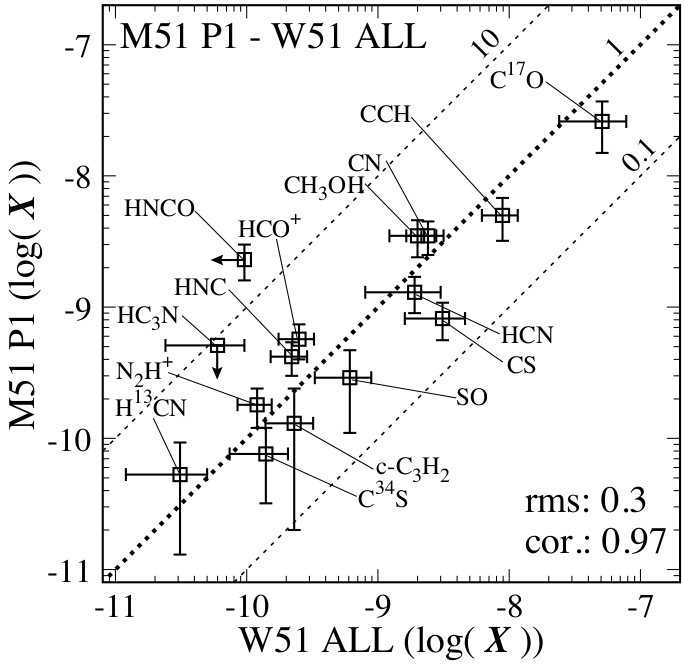 M51 P1 - W51 ALL
10
1
0.1
C¹⁷O
CCH
CN
CH₃OH
HNCO
HCO⁺
HNC
HC₃N
HCN
CS
N₂H⁺
SO
H¹³CN
c-C₃H₂
C³⁴S
rms: 0.3
cor.: 0.97
M51 P1 (log( X ))
-7
-8
-9
-10
-11
-11 -10 -9 -8 -7
W51 ALL (log( X ))